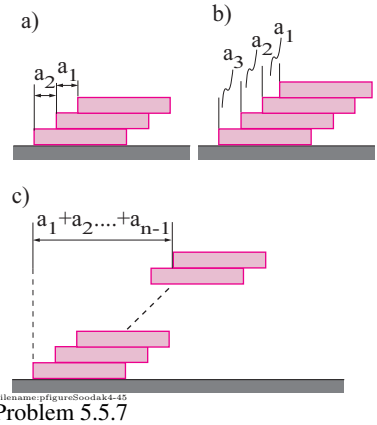 a)
a₂ a₁
b)
a₃ a₂ a₁
c)
a₁+a₂....+aₙ₋₁
ilename:pfigureSoodak4-45
Problem 5.5.7